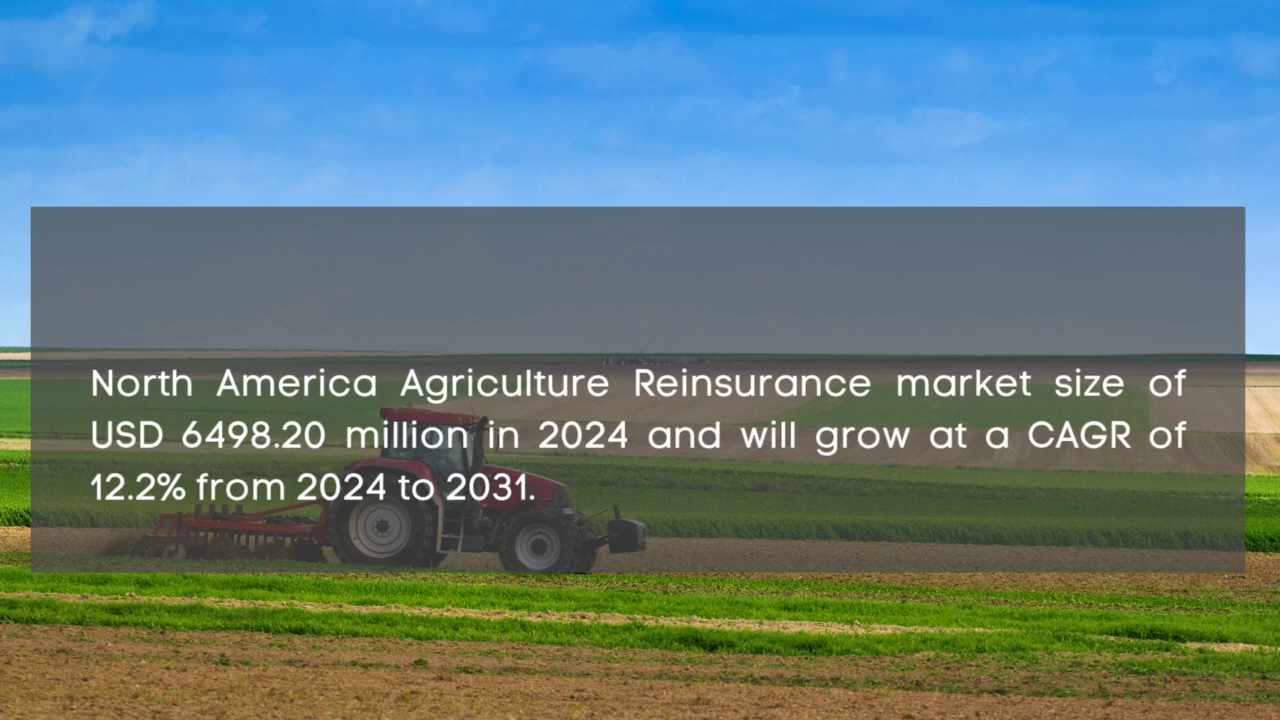 North America Agriculture Reinsurance market size of
USD 6498.20 million in 2024 and will grow at a CAGR of
12.2% from 2024 to 2031.